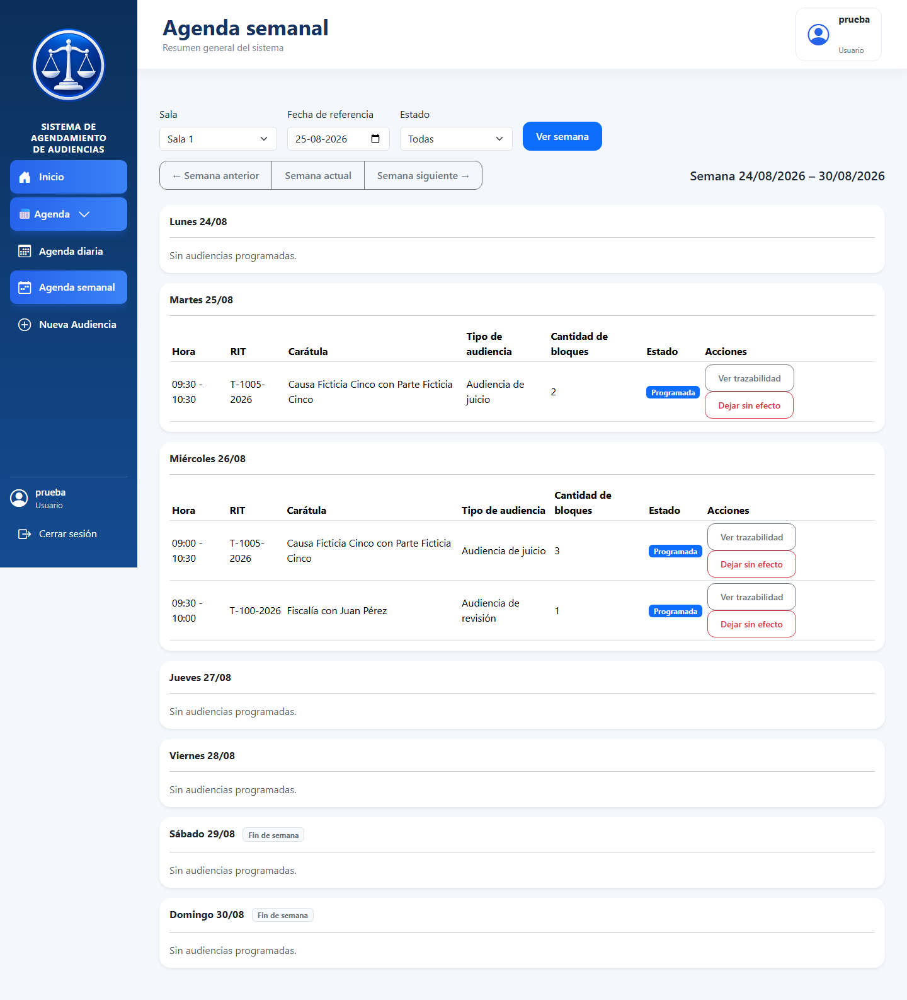 SISTEMA DE
AGENDAMIENTO
DE AUDIENCIAS
Inicio
Agenda
Agenda diaria
Agenda semanal
Nueva Audiencia
prueba
Usuario
Cerrar sesión
Agenda semanal
Resumen general del sistema
prueba
Usuario
Sala
Fecha de referencia
Estado
Sala 1
25-08-2026
Todas
Ver semana
← Semana anterior
Semana actual
Semana siguiente →
Semana 24/08/2026 – 30/08/2026
Lunes 24/08
Sin audiencias programadas.
Martes 25/08
Hora RIT Carátula Tipo de audiencia Cantidad de bloques Estado Acciones
09:30 - 10:30 T-1005-2026 Causa Ficticia Cinco con Parte Ficticia Cinco Audiencia de juicio 2 Programada Ver trazabilidad
Dejar sin efecto
Miércoles 26/08
Hora RIT Carátula Tipo de audiencia Cantidad de bloques Estado Acciones
09:00 - 10:30 T-1005-2026 Causa Ficticia Cinco con Parte Ficticia Cinco Audiencia de juicio 3 Programada Ver trazabilidad
Dejar sin efecto
09:30 - 10:00 T-100-2026 Fiscalía con Juan Pérez Audiencia de revisión 1 Programada Ver trazabilidad
Dejar sin efecto
Jueves 27/08
Sin audiencias programadas.
Viernes 28/08
Sin audiencias programadas.
Sábado 29/08 Fin de semana
Sin audiencias programadas.
Domingo 30/08 Fin de semana
Sin audiencias programadas.